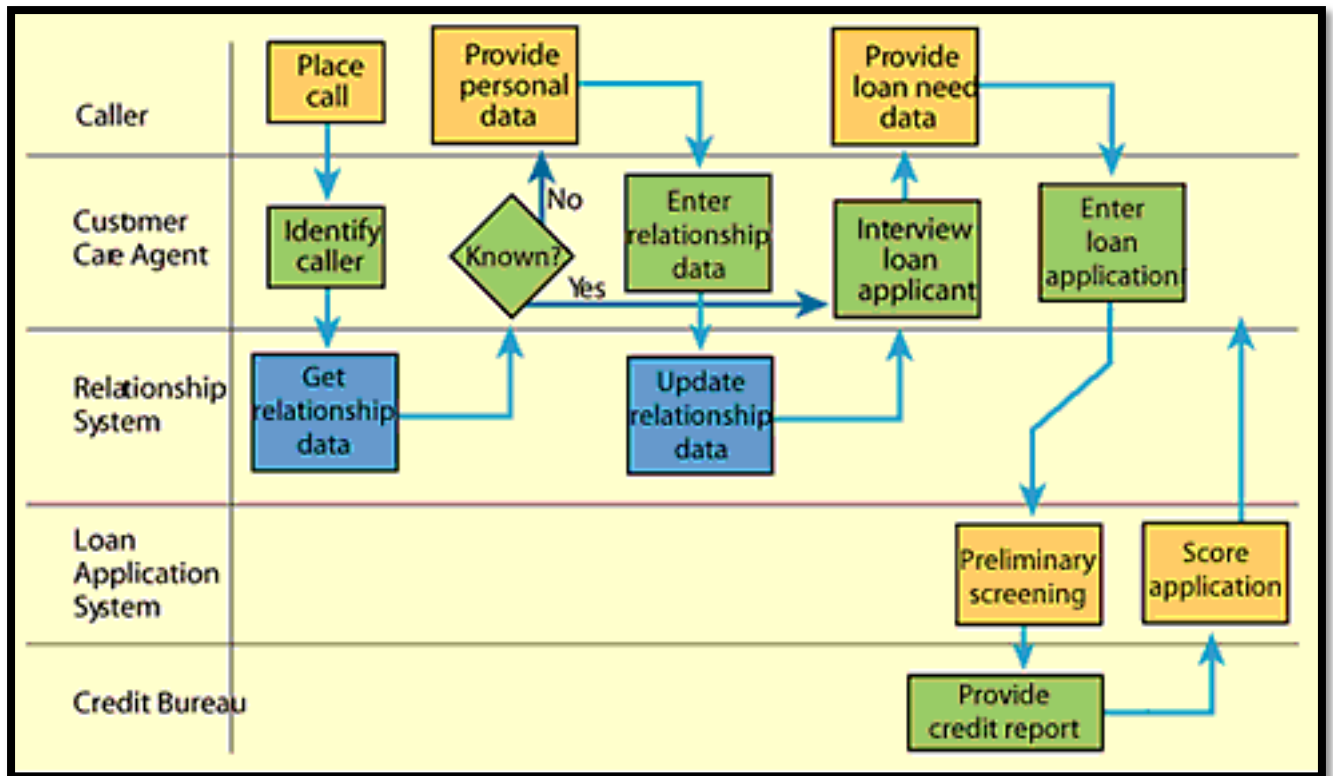 Place
call
Provide
personal
data
Provide
loan need
data
Caller
Customer
Care Agent
Identify
caller
Known?
No
Yes
Enter
relationship
data
Interview
loan
applicant
Enter
loan
application
Relationship
System
Get
relationship
data
Update
relationship
data
Loan
Application
System
Preliminary
screening
Score
application
Credit Bureau
Provide
credit report